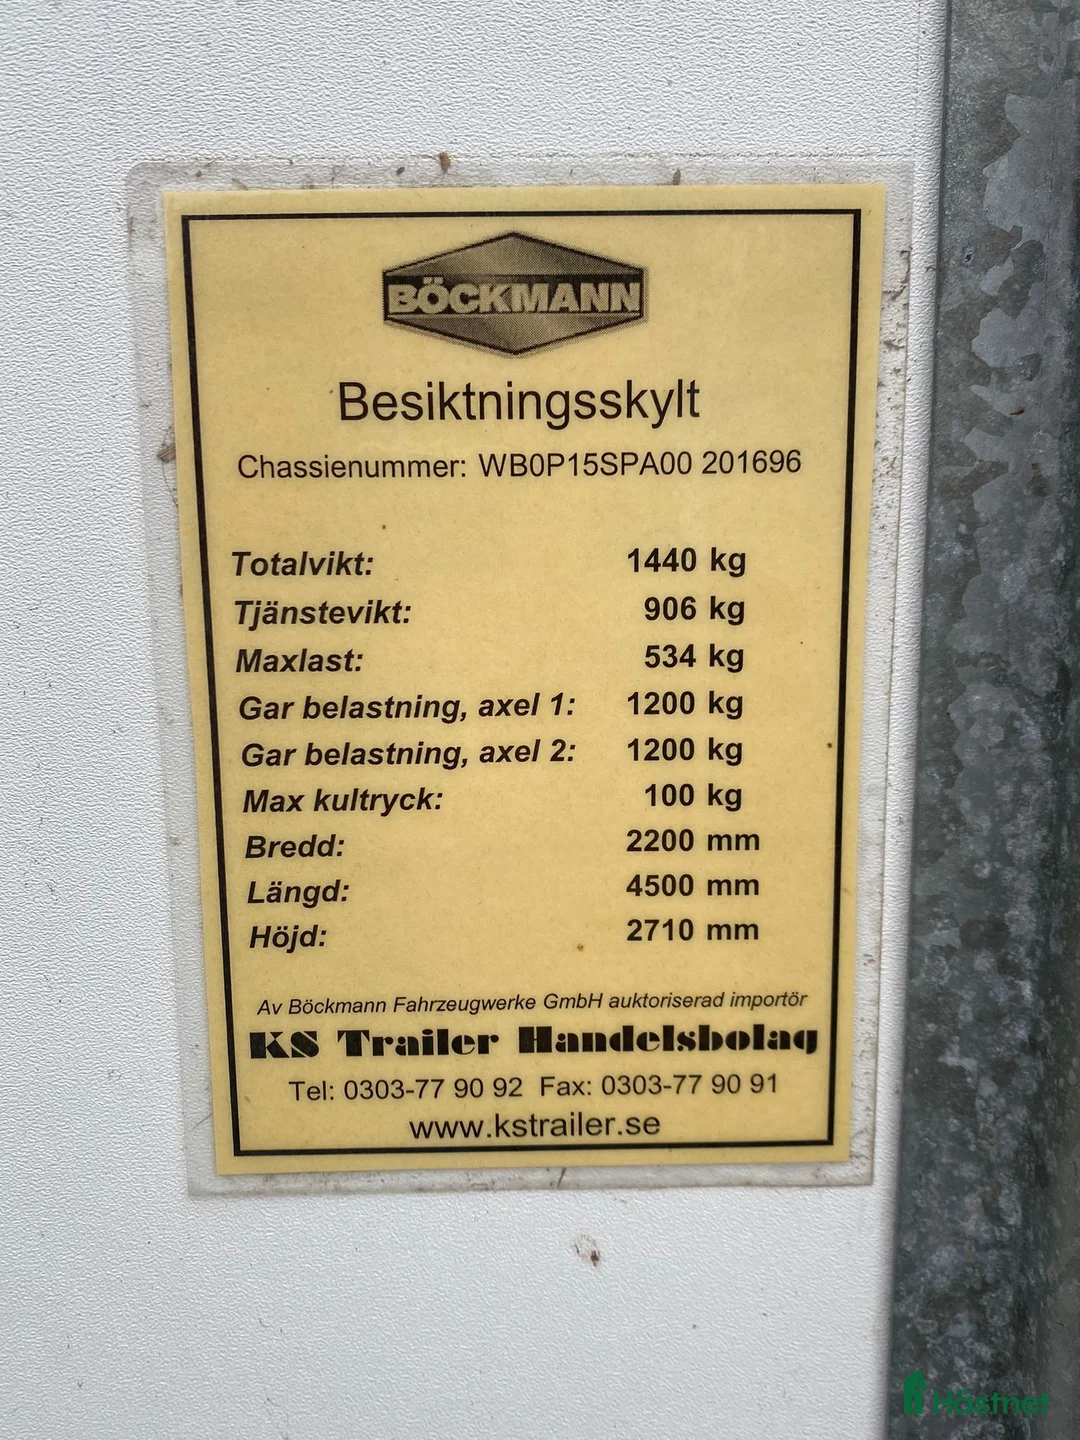 BÖCKMANN
Besiktningsskylt
Chassienummer: WB0P15SPA00 201696
Totalvikt: 1440 kg
Tjänstevikt: 906 kg
Maxlast: 534 kg
Gar belastning, axel 1: 1200 kg
Gar belastning, axel 2: 1200 kg
Max kultryck: 100 kg
Bredd: 2200 mm
Längd: 4500 mm
Höjd: 2710 mm
Av Böckmann Fahrzeugwerke GmbH auktoriserad importör
KS Trailer Handelsbolag
Tel: 0303-77 90 92 Fax: 0303-77 90 91
www.kstrailer.se
Hästnet